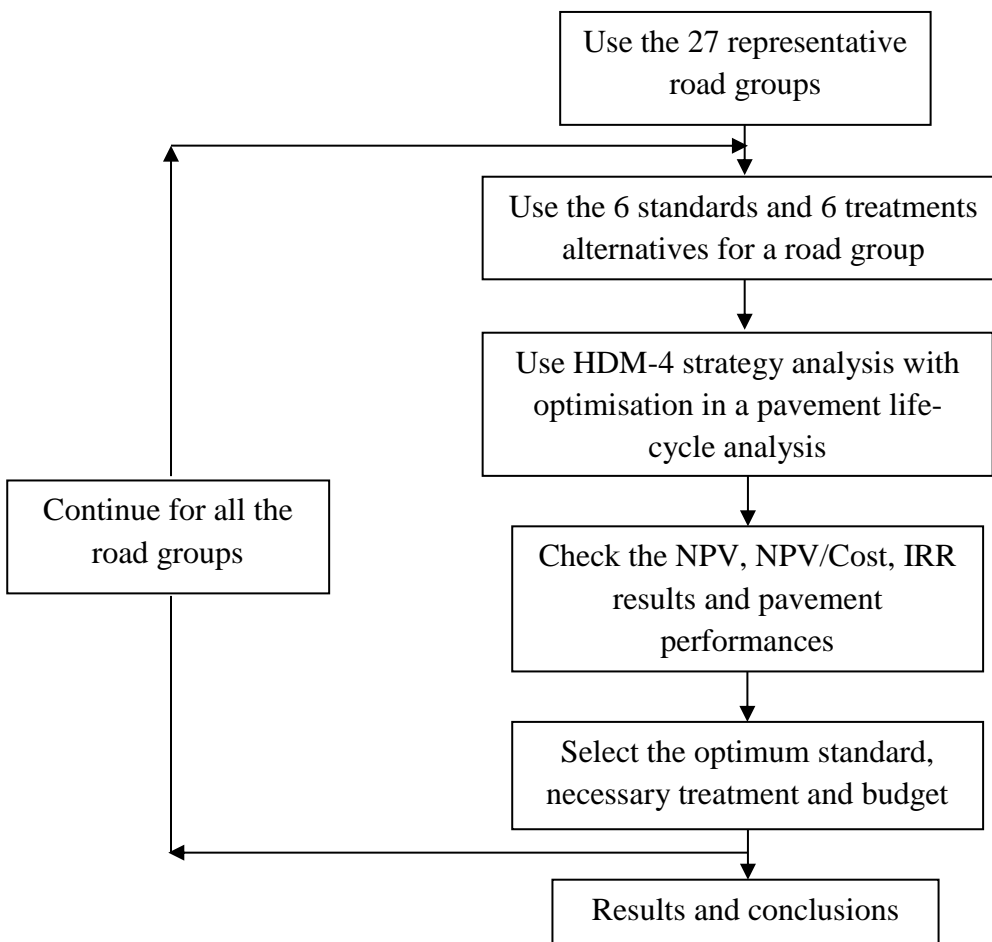 Use the 27 representative
road groups
Use the 6 standards and 6 treatments
alternatives for a road group
Use HDM-4 strategy analysis with
optimisation in a pavement life-
cycle analysis
Continue for all the
road groups
Check the NPV, NPV/Cost, IRR
results and pavement
performances
Select the optimum standard,
necessary treatment and budget
Results and conclusions